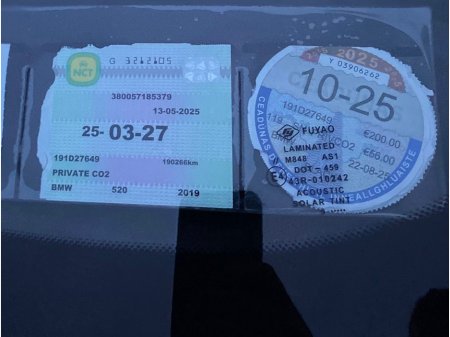 NCT
G 3212105
380057185379
13-05-2025
25- 03-27
191D27649
190266km
PRIVATE CO2
BMW 520 2019
2025
Y 03906262
10-25
191D27649
€200.00
FUYAO
LAMINATED
M848 AS1
DOT-459
43R-010242
ACOUSTIC
SOLAR TINT
€56.00
22-08-25